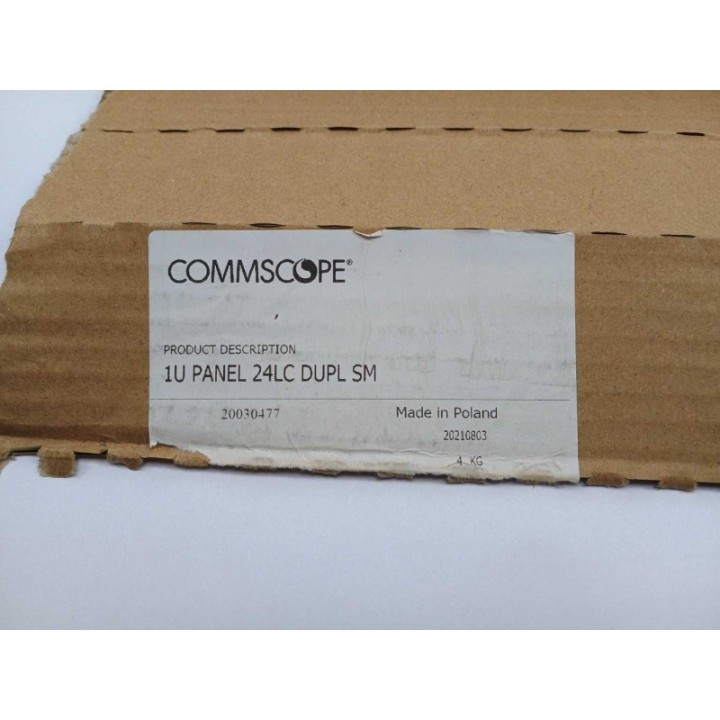 COMMSCOPE®
PRODUCT DESCRIPTION
1U PANEL 24LC DUPL SM
20030477 Made in Poland
20210803
4 KG